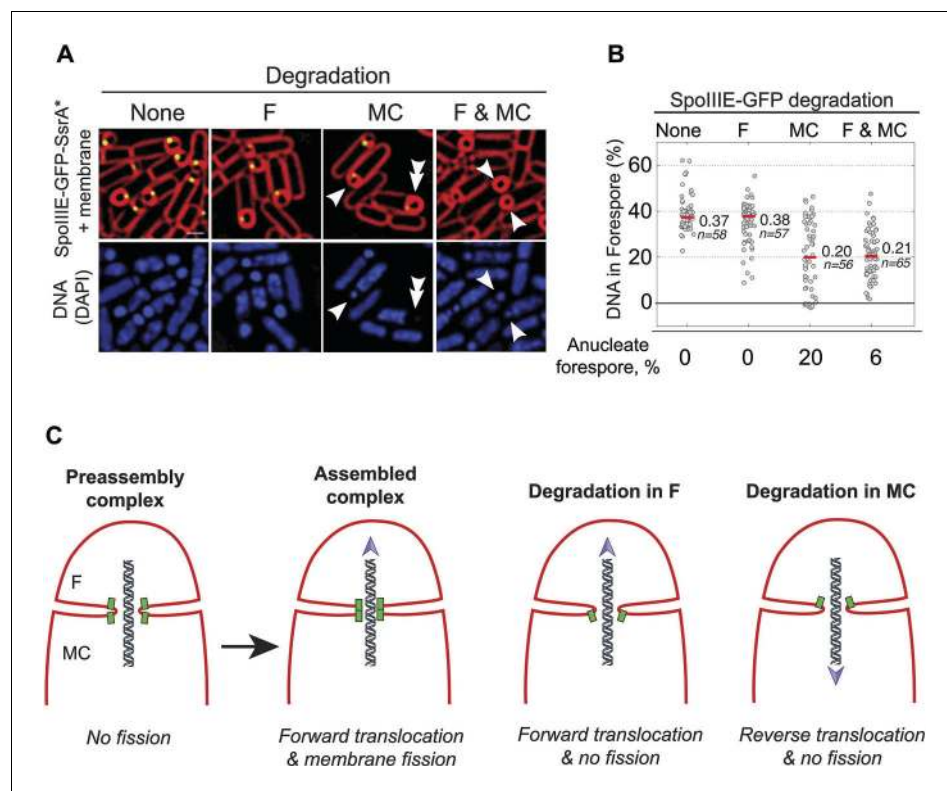 A
Degradation
None F MC F & MC
SpoIIIE-GFP-SsrA*
+ membrane
DNA
(DAPI)
B
SpoIIIE-GFP degradation
None F MC F & MC
DNA in Forespore (%)
60
40
20
0
0.37
n=58
0.38
n=57
0.20
n=56
0.21
n=65
Anucleate
forespore, %
0 0 20 6
C
Preassembly
complex
F
MC
No fission
Assembled
complex
Forward translocation
& membrane fission
Degradation in F
Forward translocation
& no fission
Degradation in MC
Reverse translocation
& no fission